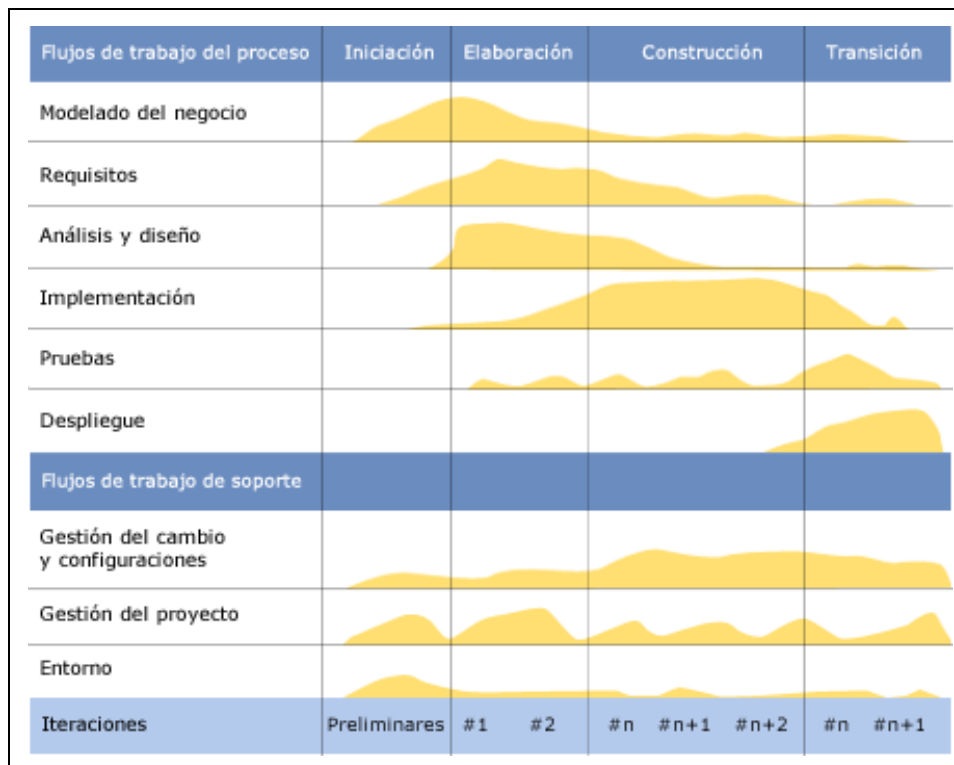 Flujos de trabajo del proceso Iniciación Elaboración Construcción Transición
Modelado del negocio
Requisitos
Análisis y diseño
Implementación
Pruebas
Despliegue
Flujos de trabajo de soporte
Gestión del cambio
y configuraciones
Gestión del proyecto
Entorno
Iteraciones Preliminares #1 #2 #n #n+1 #n+2 #n #n+1